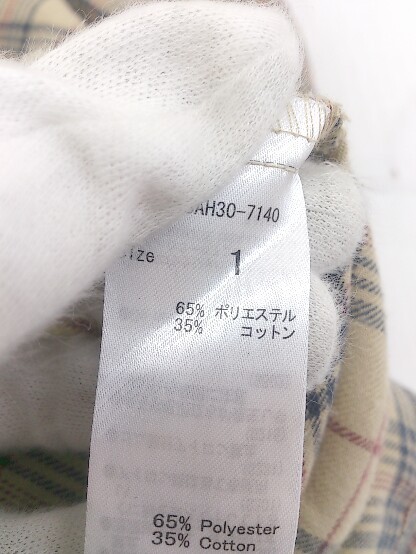 AH30-7140
ize 1
65% ポリエステル
35% コットン
65% Polyester
35% Cotton